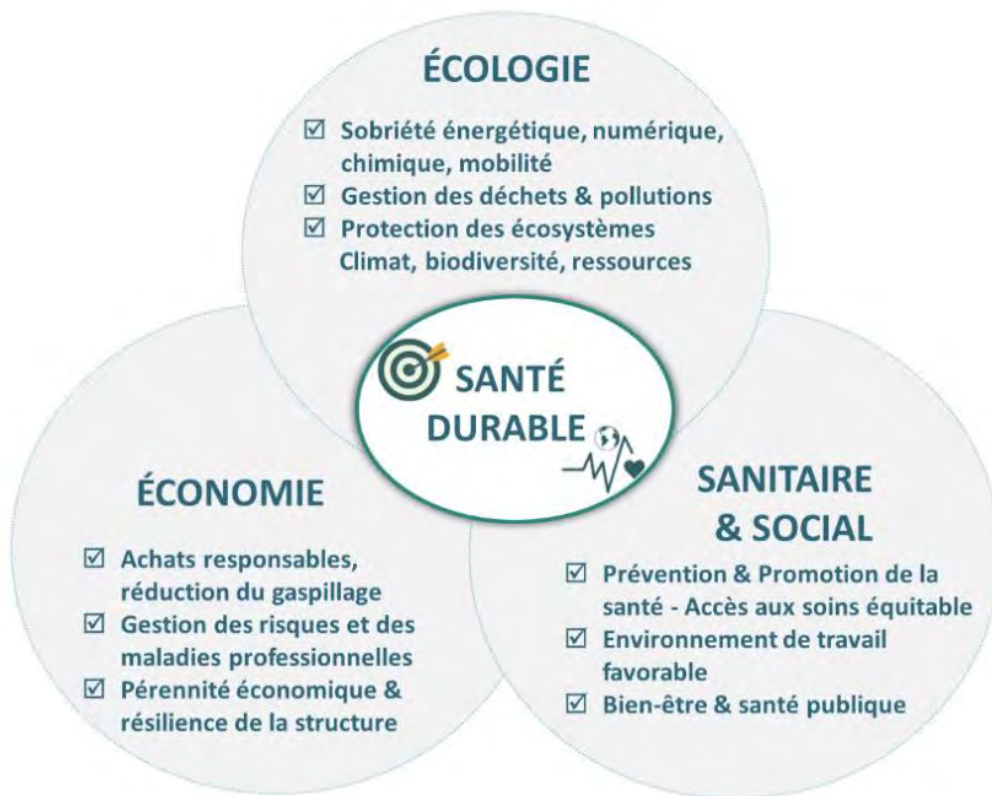 ÉCOLOGIE
☑ Sobriété énergétique, numérique,
chimique, mobilité
☑ Gestion des déchets & pollutions
☑ Protection des écosystèmes
Climat, biodiversité, ressources
SANTÉ
DURABLE
ÉCONOMIE
☑ Achats responsables,
réduction du gaspillage
☑ Gestion des risques et des
maladies professionnelles
☑ Pérennité économique &
résilience de la structure
SANITAIRE
& SOCIAL
☑ Prévention & Promotion de la
santé - Accès aux soins équitable
☑ Environnement de travail
favorable
☑ Bien-être & santé publique